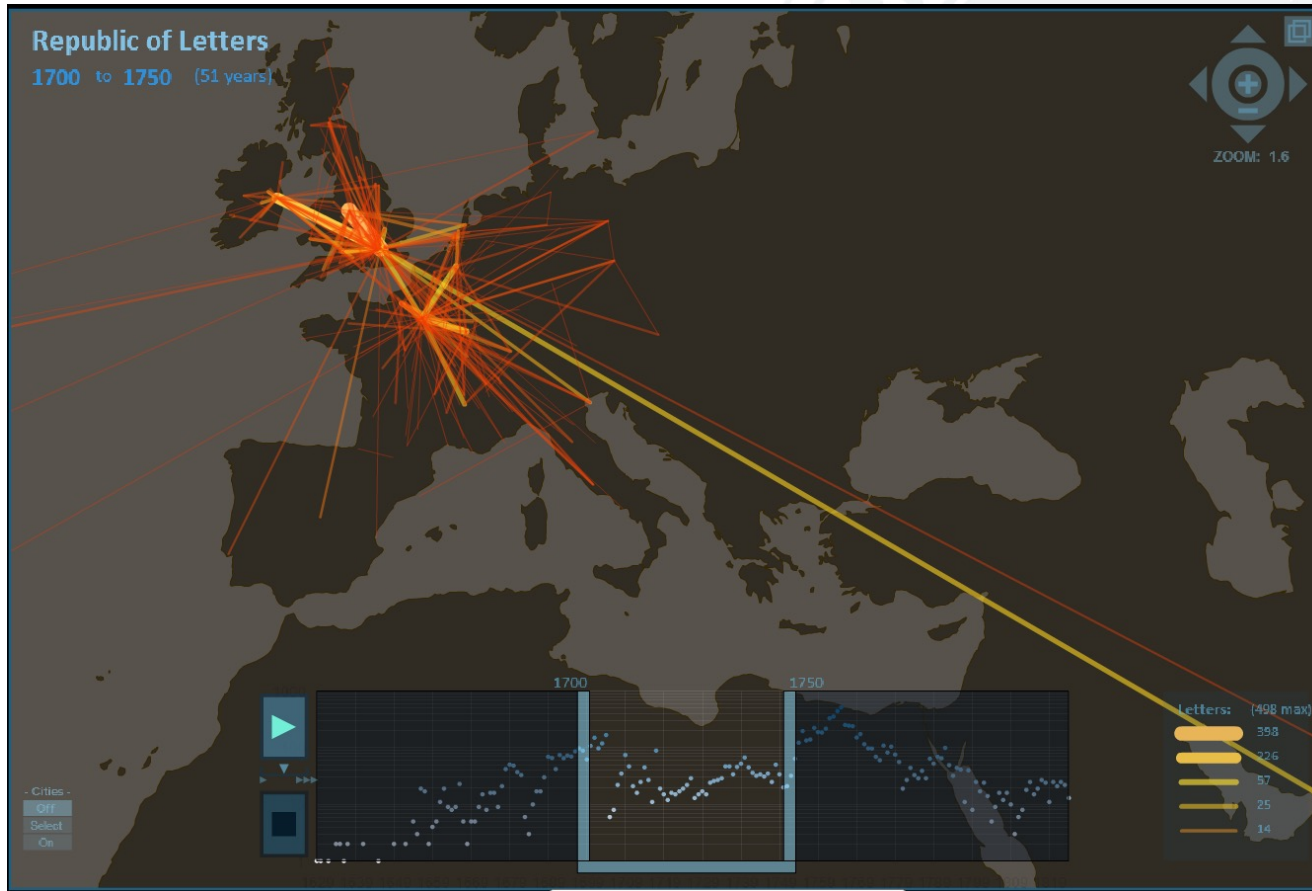 Republic of Letters
1700 to 1750 (51 years)
ZOOM: 1.6
1700
1750
Letters: (498 max)
398
226
57
25
14
- Cities -
Off
Select
On